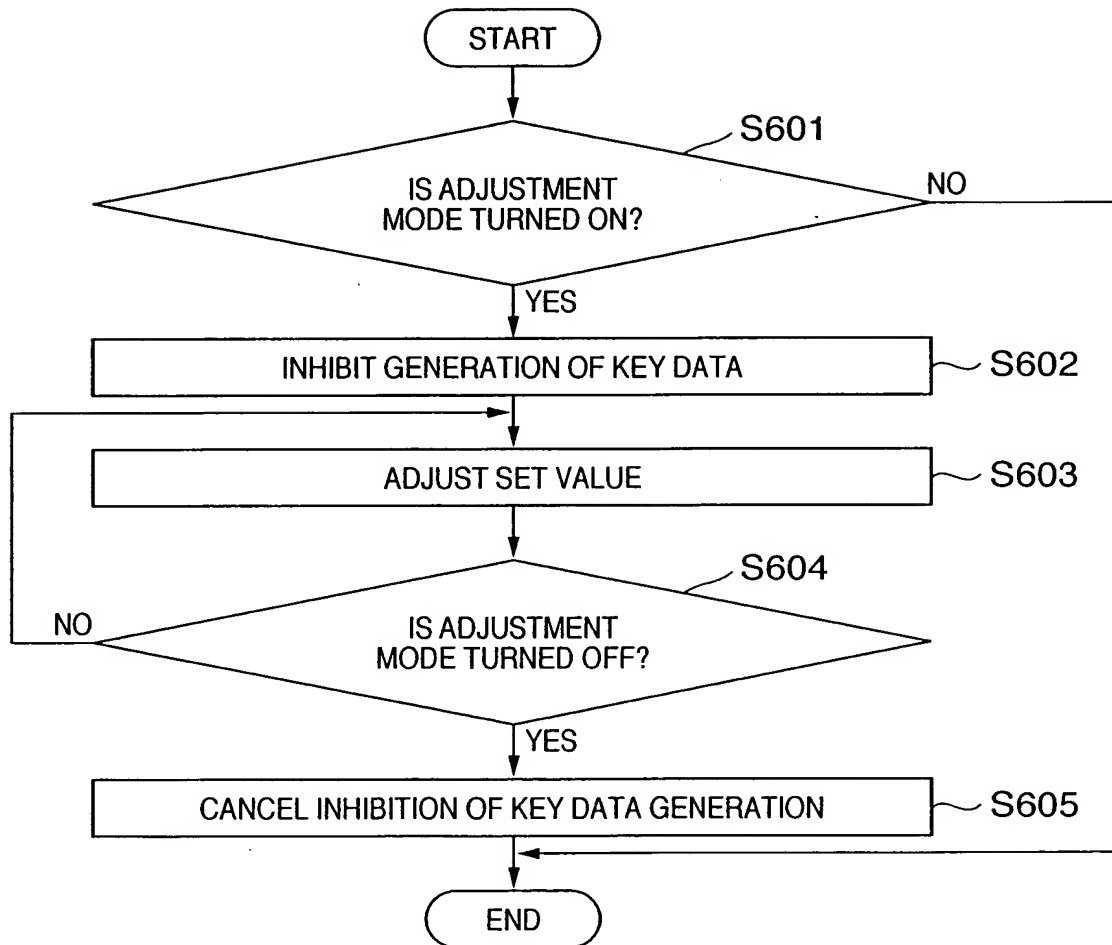 START
S601
IS ADJUSTMENT
MODE TURNED ON?
NO
YES
INHIBIT GENERATION OF KEY DATA
S602
ADJUST SET VALUE
S603
S604
IS ADJUSTMENT
MODE TURNED OFF?
NO
YES
CANCEL INHIBITION OF KEY DATA GENERATION
S605
END